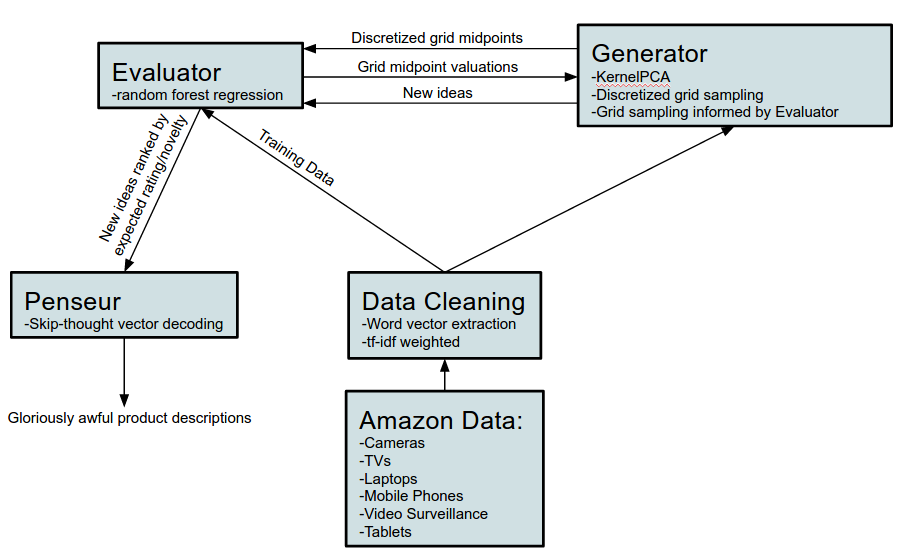 Discretized grid midpoints
Grid midpoint valuations
New ideas
Evaluator
-random forest regression
Generator
-KernelPCA
-Discretized grid sampling
-Grid sampling informed by Evaluator
New ideas ranked by
expected rating/novelty
Training Data
Penseur
-Skip-thought vector decoding
Data Cleaning
-Word vector extraction
-tf-idf weighted
Gloriously awful product descriptions
Amazon Data:
-Cameras
-TVs
-Laptops
-Mobile Phones
-Video Surveillance
-Tablets